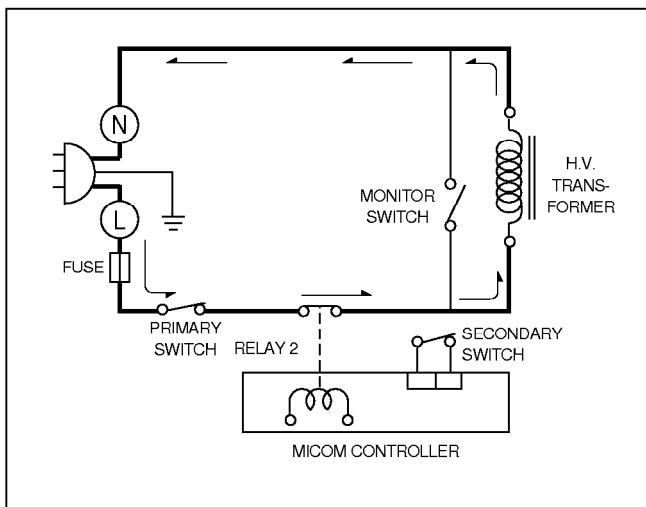 N
H.V.
TRANS-
FORMER
MONITOR
SWITCH
L
FUSE
PRIMARY
SWITCH
RELAY 2
SECONDARY
SWITCH
MICOM CONTROLLER